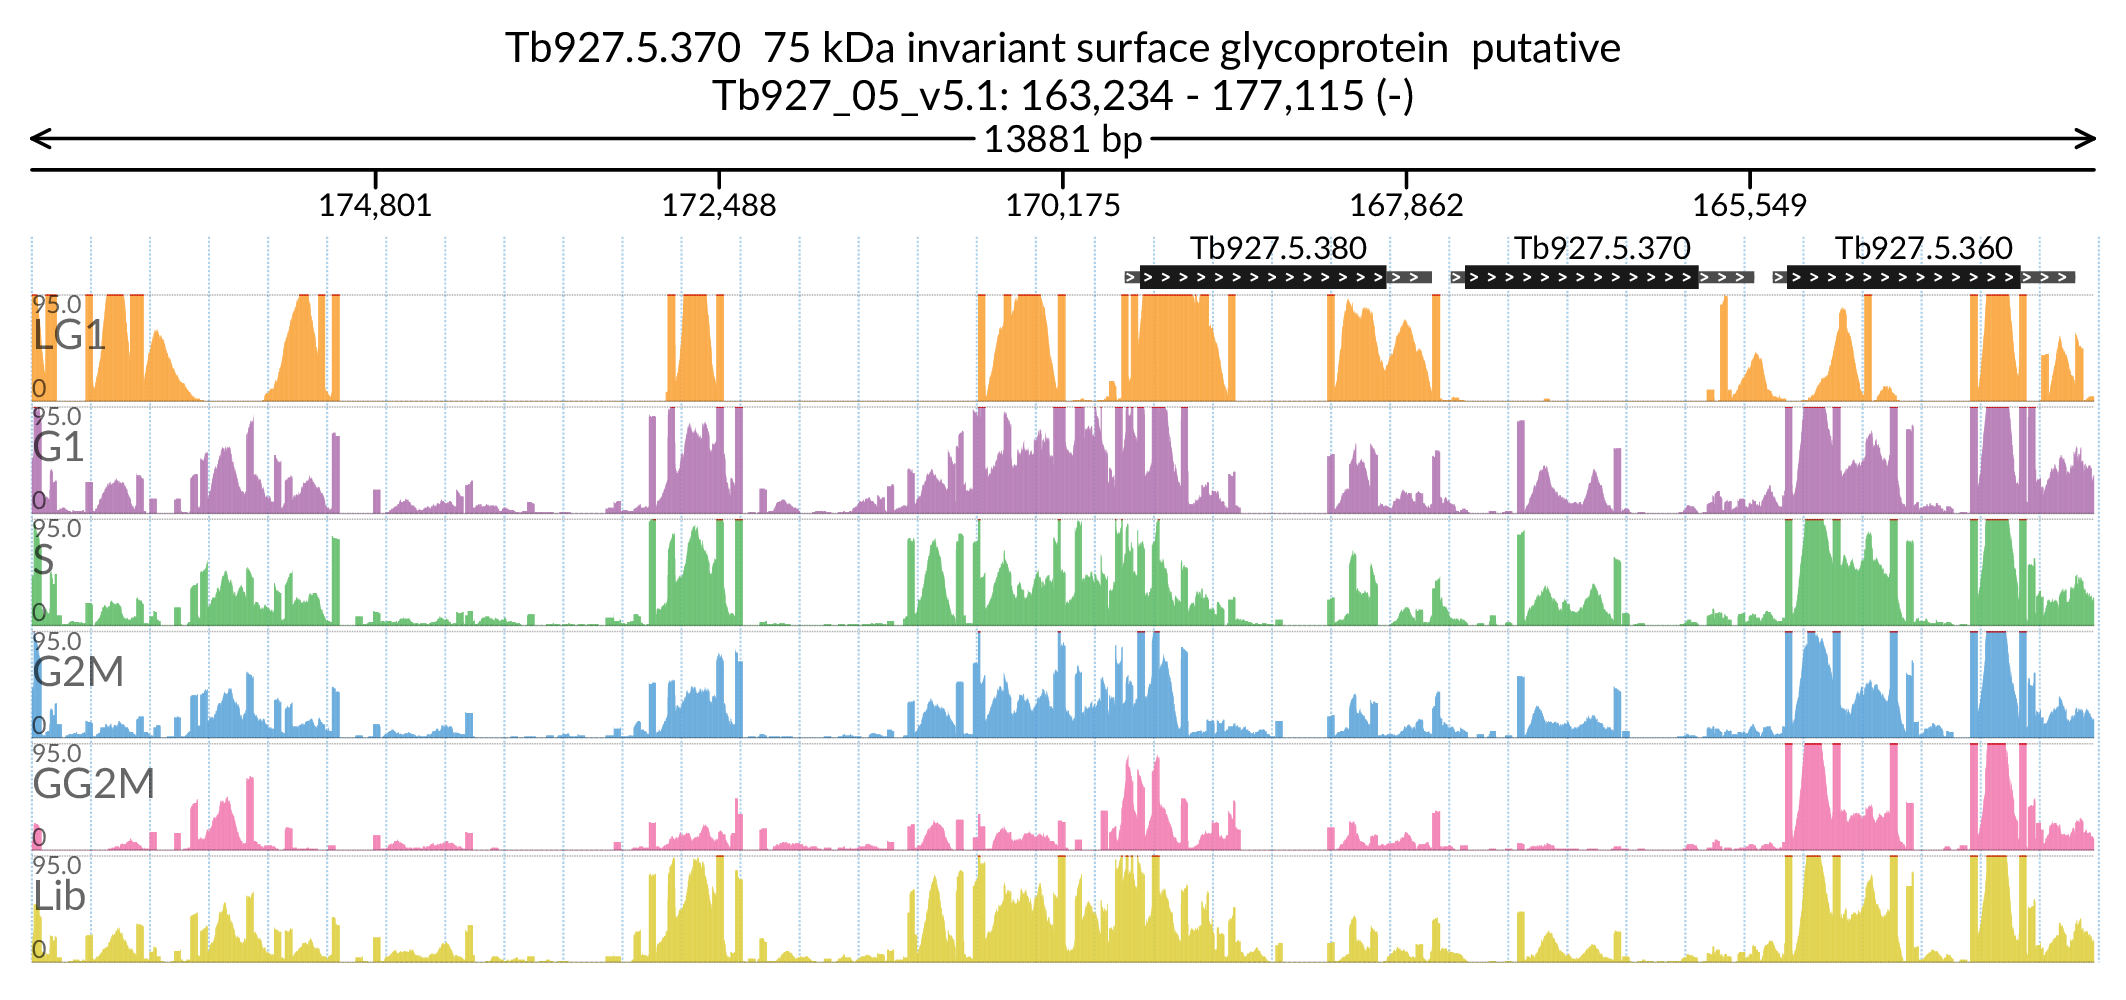 Tb927.5.370  75 kDa invariant surface glycoprotein  putative
Tb927_05_v5.1: 163,234 - 177,115 (-)
13881 bp
174,801 172,488 170,175 167,862 165,549
Tb927.5.380 Tb927.5.370 Tb927.5.360
95.0
LG1
0
95.0
G1
0
95.0
S
0
95.0
G2M
0
95.0
GG2M
0
95.0
Lib
0